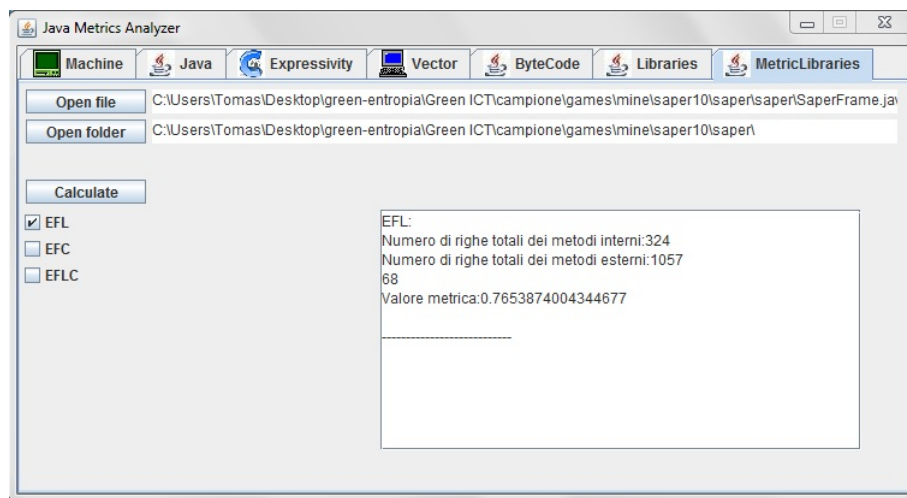 Java Metrics Analyzer
Machine Java Expressivity Vector ByteCode Libraries MetricLibraries
Open file C:\Users\Tomas\Desktop\green-entropia\Green ICT\campione\games\mine\saper10\saper\saper\SaperFrame.jav
Open folder C:\Users\Tomas\Desktop\green-entropia\Green ICT\campione\games\mine\saper10\saper\
Calculate
EFL
EFC
EFLC
EFL:
Numero di righe totali dei metodi interni:324
Numero di righe totali dei metodi esterni:1057
68
Valore metrica:0.7653874004344677
---------------------------